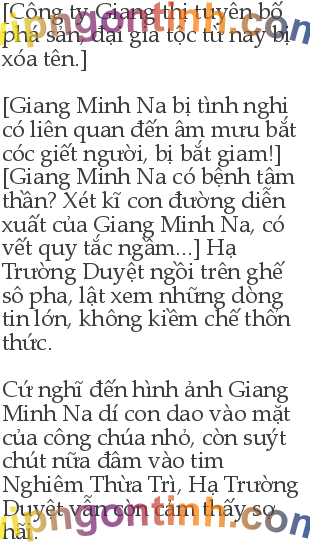 [Công ty Giang thị tuyên bố
phá sản, đại gia tộc từ nay bị
xóa tên.]
[Giang Minh Na bị tình nghi
có liên quan đến âm mưu bắt
cóc giết người, bị bắt giam!]
[Giang Minh Na có bệnh tâm
thần? Xét kĩ con đường diễn
xuất của Giang Minh Na, có
vết quy tắc ngầm...] Hạ
Trường Duyệt ngồi trên ghế
sô pha, lật xem những dòng
tin lớn, không kiềm chế thổn
thức.
Cứ nghĩ đến hình ảnh Giang
Minh Na dí con dao vào mặt
của công chúa nhỏ, còn suýt
chút nữa đâm vào tim
Nghiêm Thừa Trì, Hạ Trường
Duyệt vẫn còn cảm thấy sợ
hãi.
vipngontinh.com
vipngontinh.com